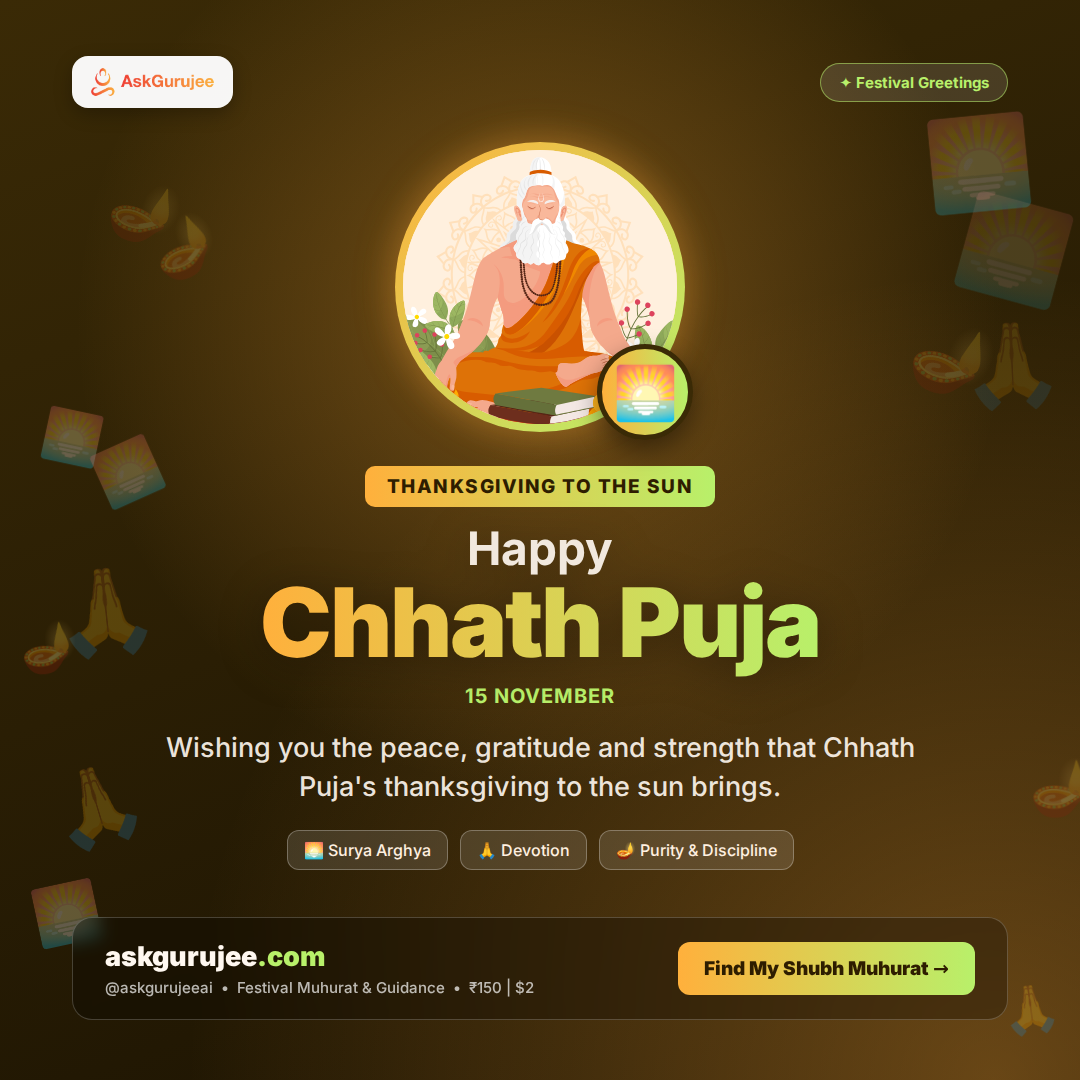 AskGurujee
✦ Festival Greetings
THANKSGIVING TO THE SUN
Happy
Chhath Puja
15 NOVEMBER
Wishing you the peace, gratitude and strength that Chhath
Puja's thanksgiving to the sun brings.
🌅 Surya Arghya 🙏 Devotion 🪔 Purity & Discipline
askgurujee.com
@askgurujeeai • Festival Muhurat & Guidance • ₹150 | $2
Find My Shubh Muhurat →